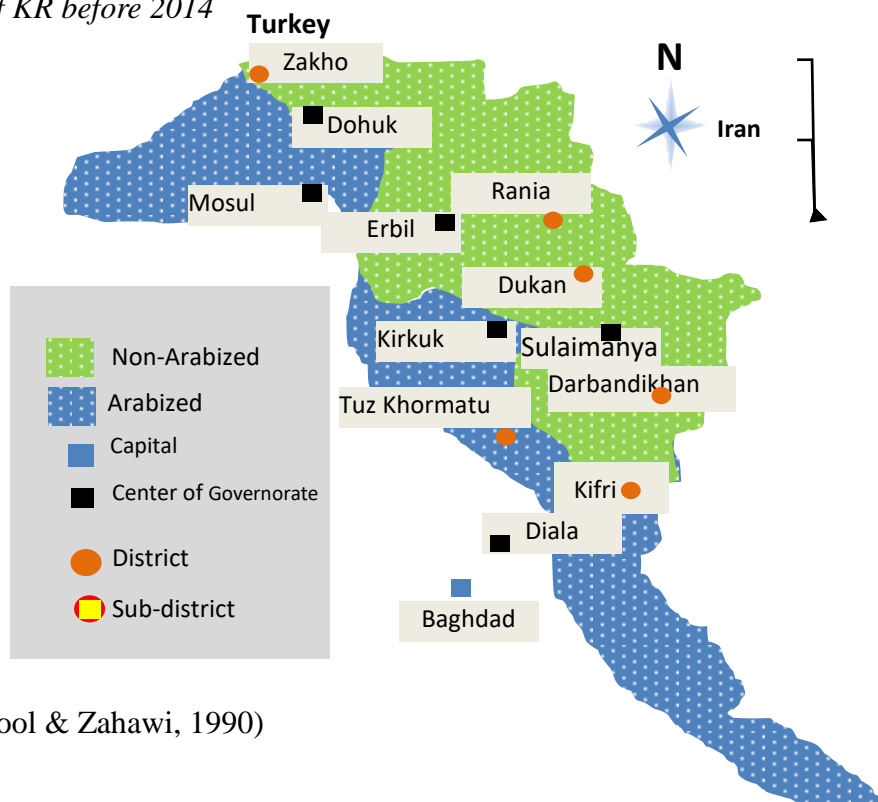 KR before 2014
Turkey
Zakho
N
Dohuk
Iran
Rania
Mosul
Erbil
Dukan
Kirkuk
Sulaimanya
Non-Arabized
Darbandikhan
Arabized
Tuz Khormatu
Capital
Center of Governorate
Kifri
Diala
District
Sub-district
Baghdad
& Zahawi, 1990)